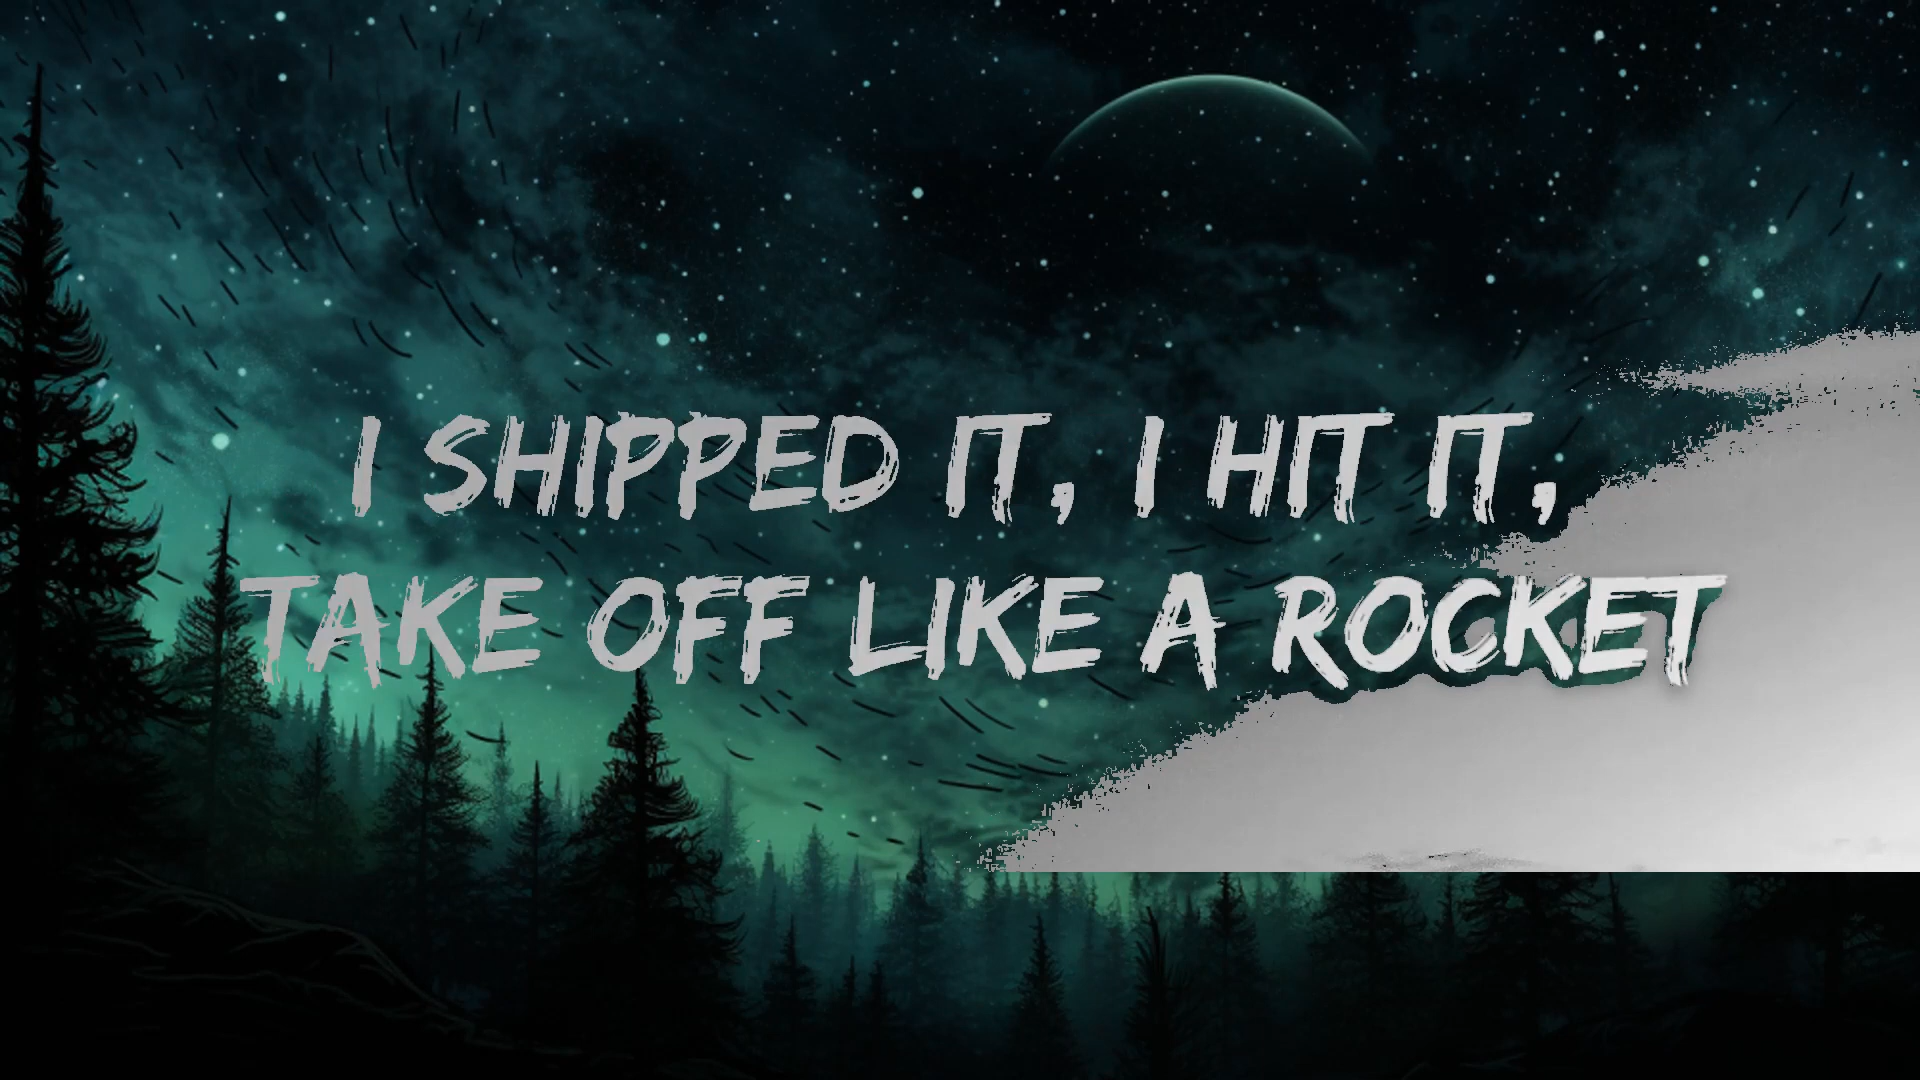 I SHIPPED IT, I HIT IT,
TAKE OFF LIKE A ROCKET